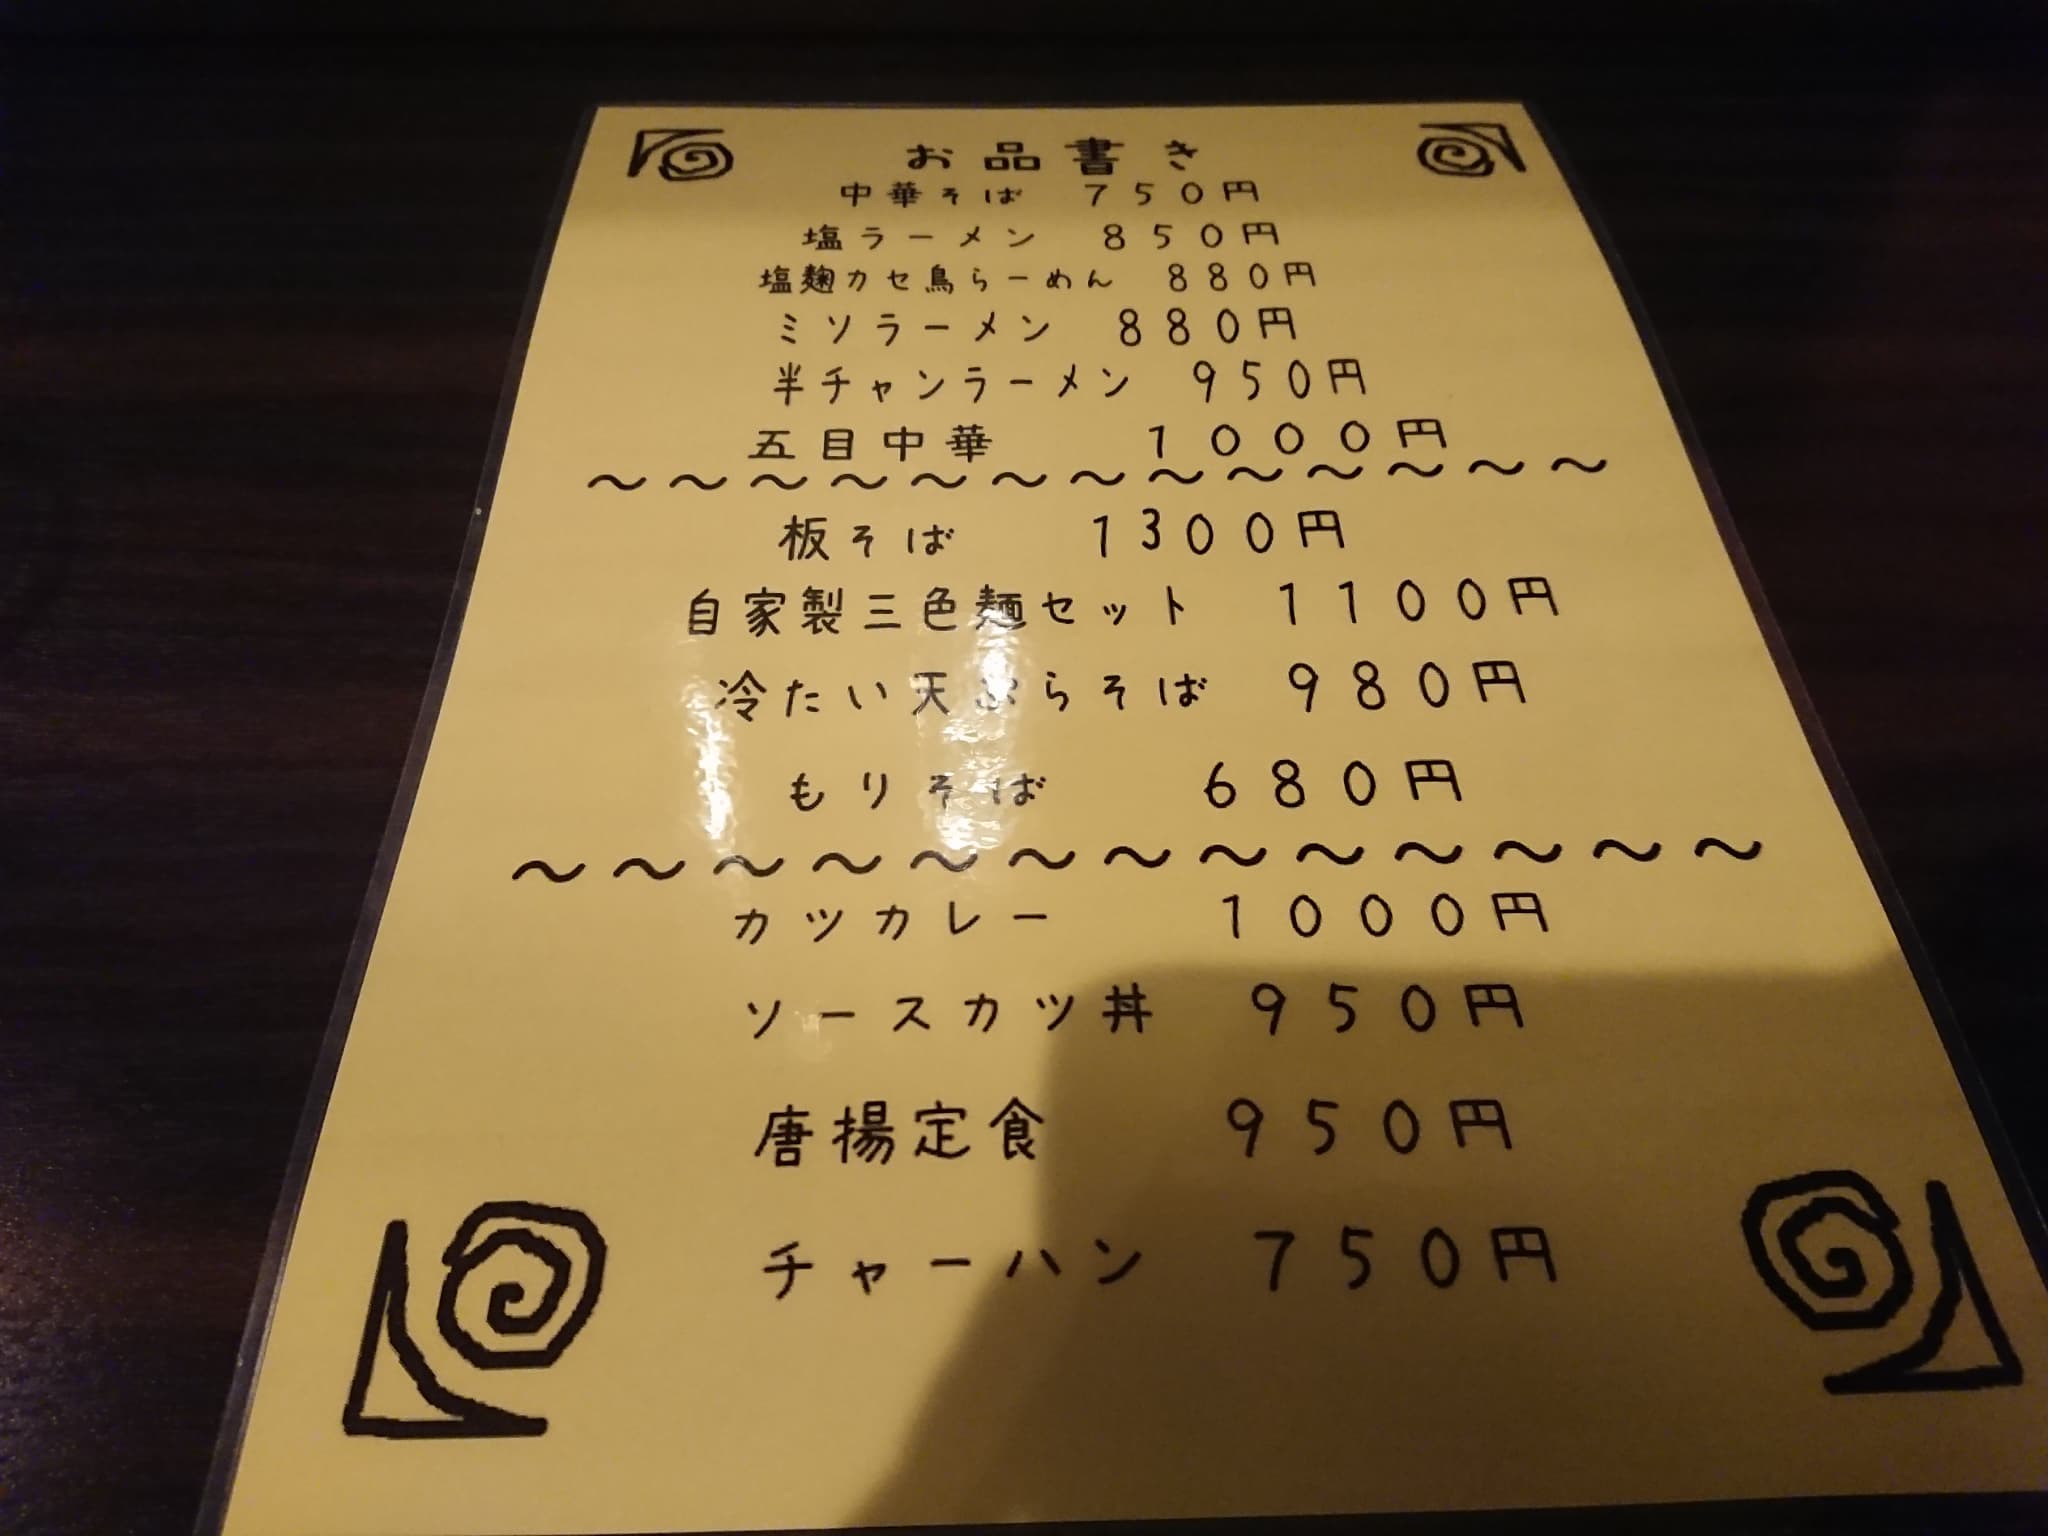 お品書き
中華そば 750円
塩ラーメン 850円
塩麹カセ鳥らーめん 880円
ミソラーメン 880円
半チャンラーメン 950円
五目中華 1000円
～～～～～～～～～～～～～
板そば 1300円
自家製三色麺セット 1100円
冷たい天ぷらそば 980円
もりそば 680円
～～～～～～～～～～～～～
カツカレー 1000円
ソースカツ丼 950円
唐揚定食 950円
チャーハン 750円